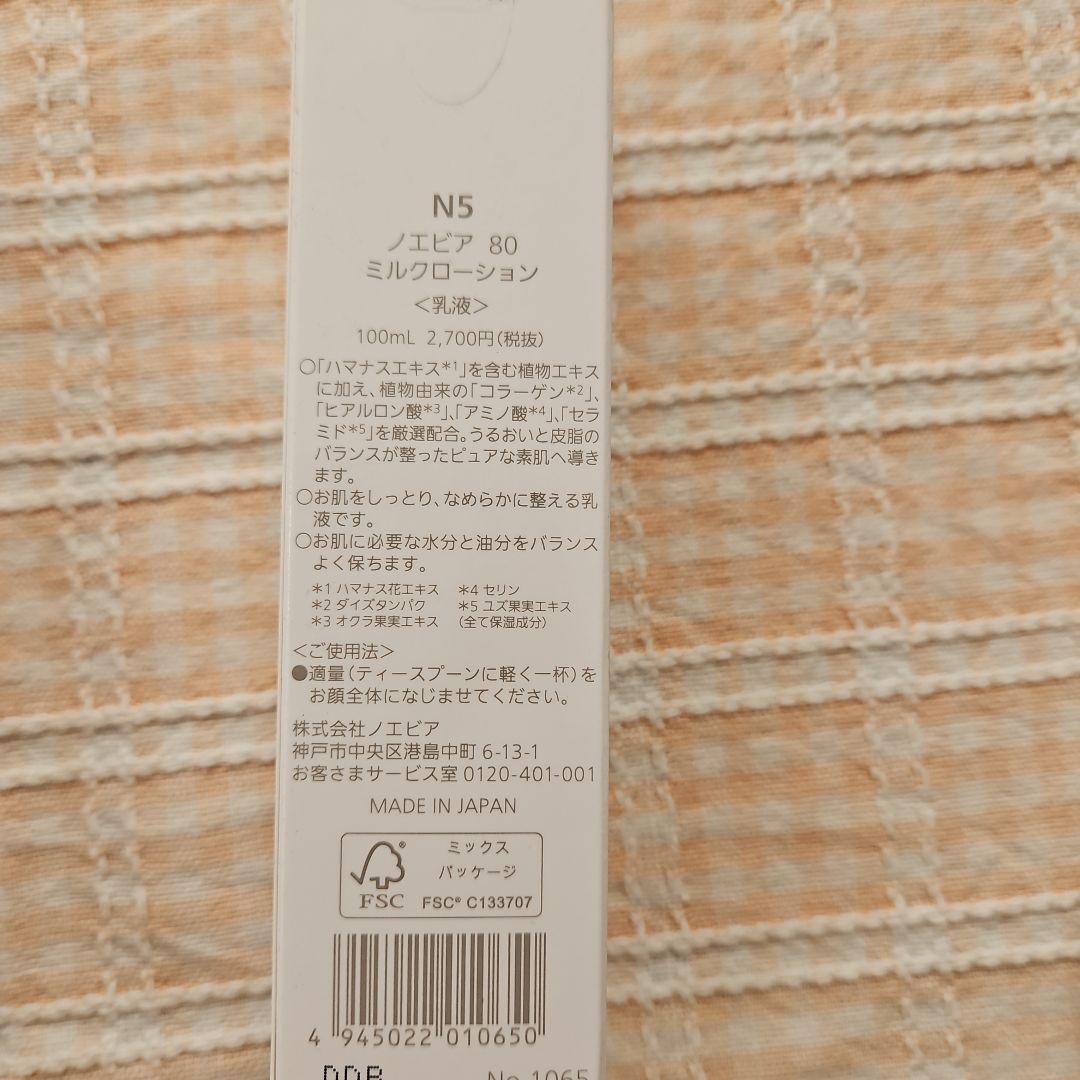 N5
ノエビア 80
ミルクローション
＜乳液＞
100mL 2,700円(税抜)
○「ハマナスエキス＊1」を含む植物エキス
に加え、植物由来の「コラーゲン＊2」、
「ヒアルロン酸＊3」、「アミノ酸＊4」、「セラ
ミド＊5」を厳選配合。うるおいと皮脂の
バランスが整ったピュアな素肌へ導き
ます。
○お肌をしっとり、なめらかに整える乳
液です。
○お肌に必要な水分と油分をバランス
よく保ちます。
＊1 ハマナス花エキス ＊4 セリン
＊2 ダイズタンパク ＊5 ユズ果実エキス
＊3 オクラ果実エキス (全て保湿成分)
＜ご使用法＞
●適量(ティースプーンに軽く一杯)を
お顔全体になじませてください。
株式会社ノエビア
神戸市中央区港島中町 6-13-1
お客さまサービス室 0120-401-001
MADE IN JAPAN
ミックス
パッケージ
FSC FSC® C133707
4 945022 010650
DDB No.1065